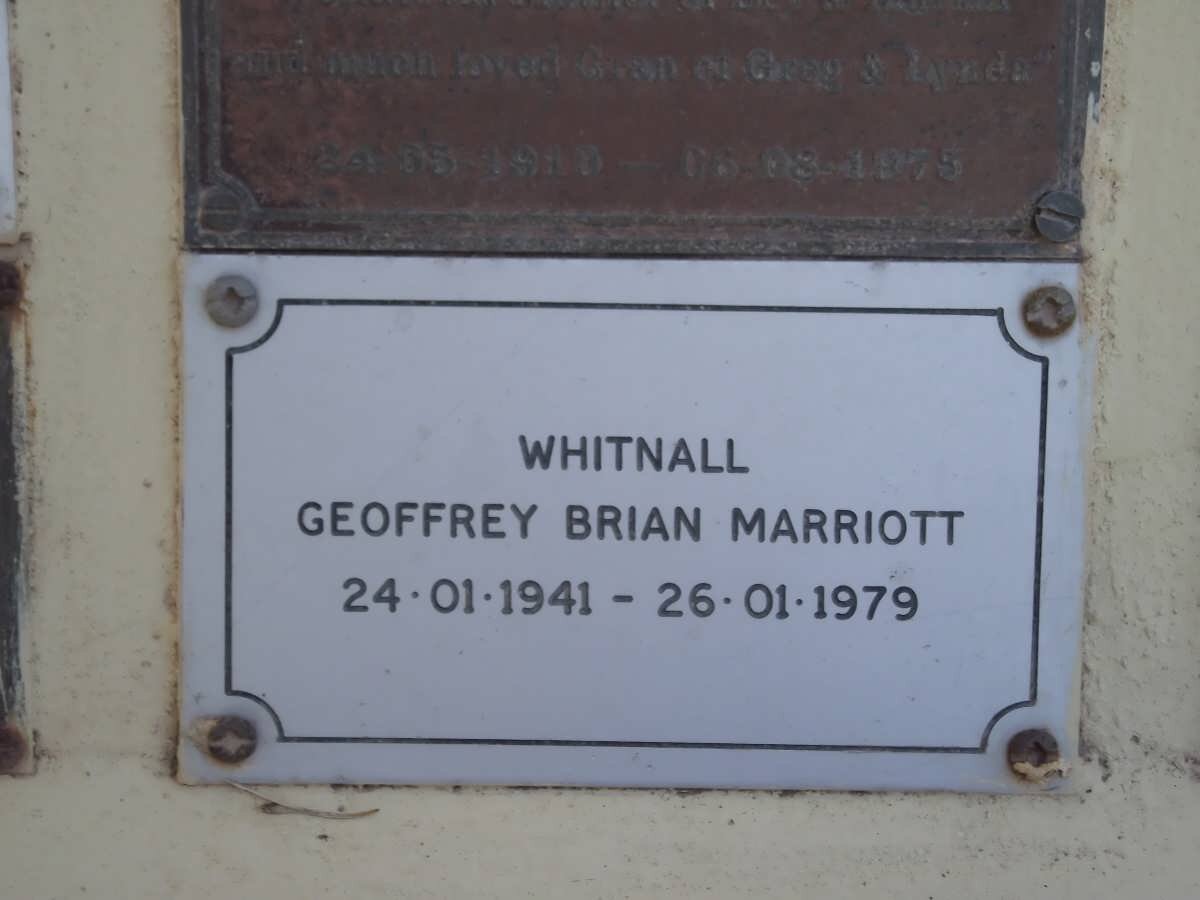 and much loved Gran of Greg & Lynda"
24-05-1910 — 06-08-1975
WHITNALL
GEOFFREY BRIAN MARRIOTT
24·01·1941 - 26·01·1979